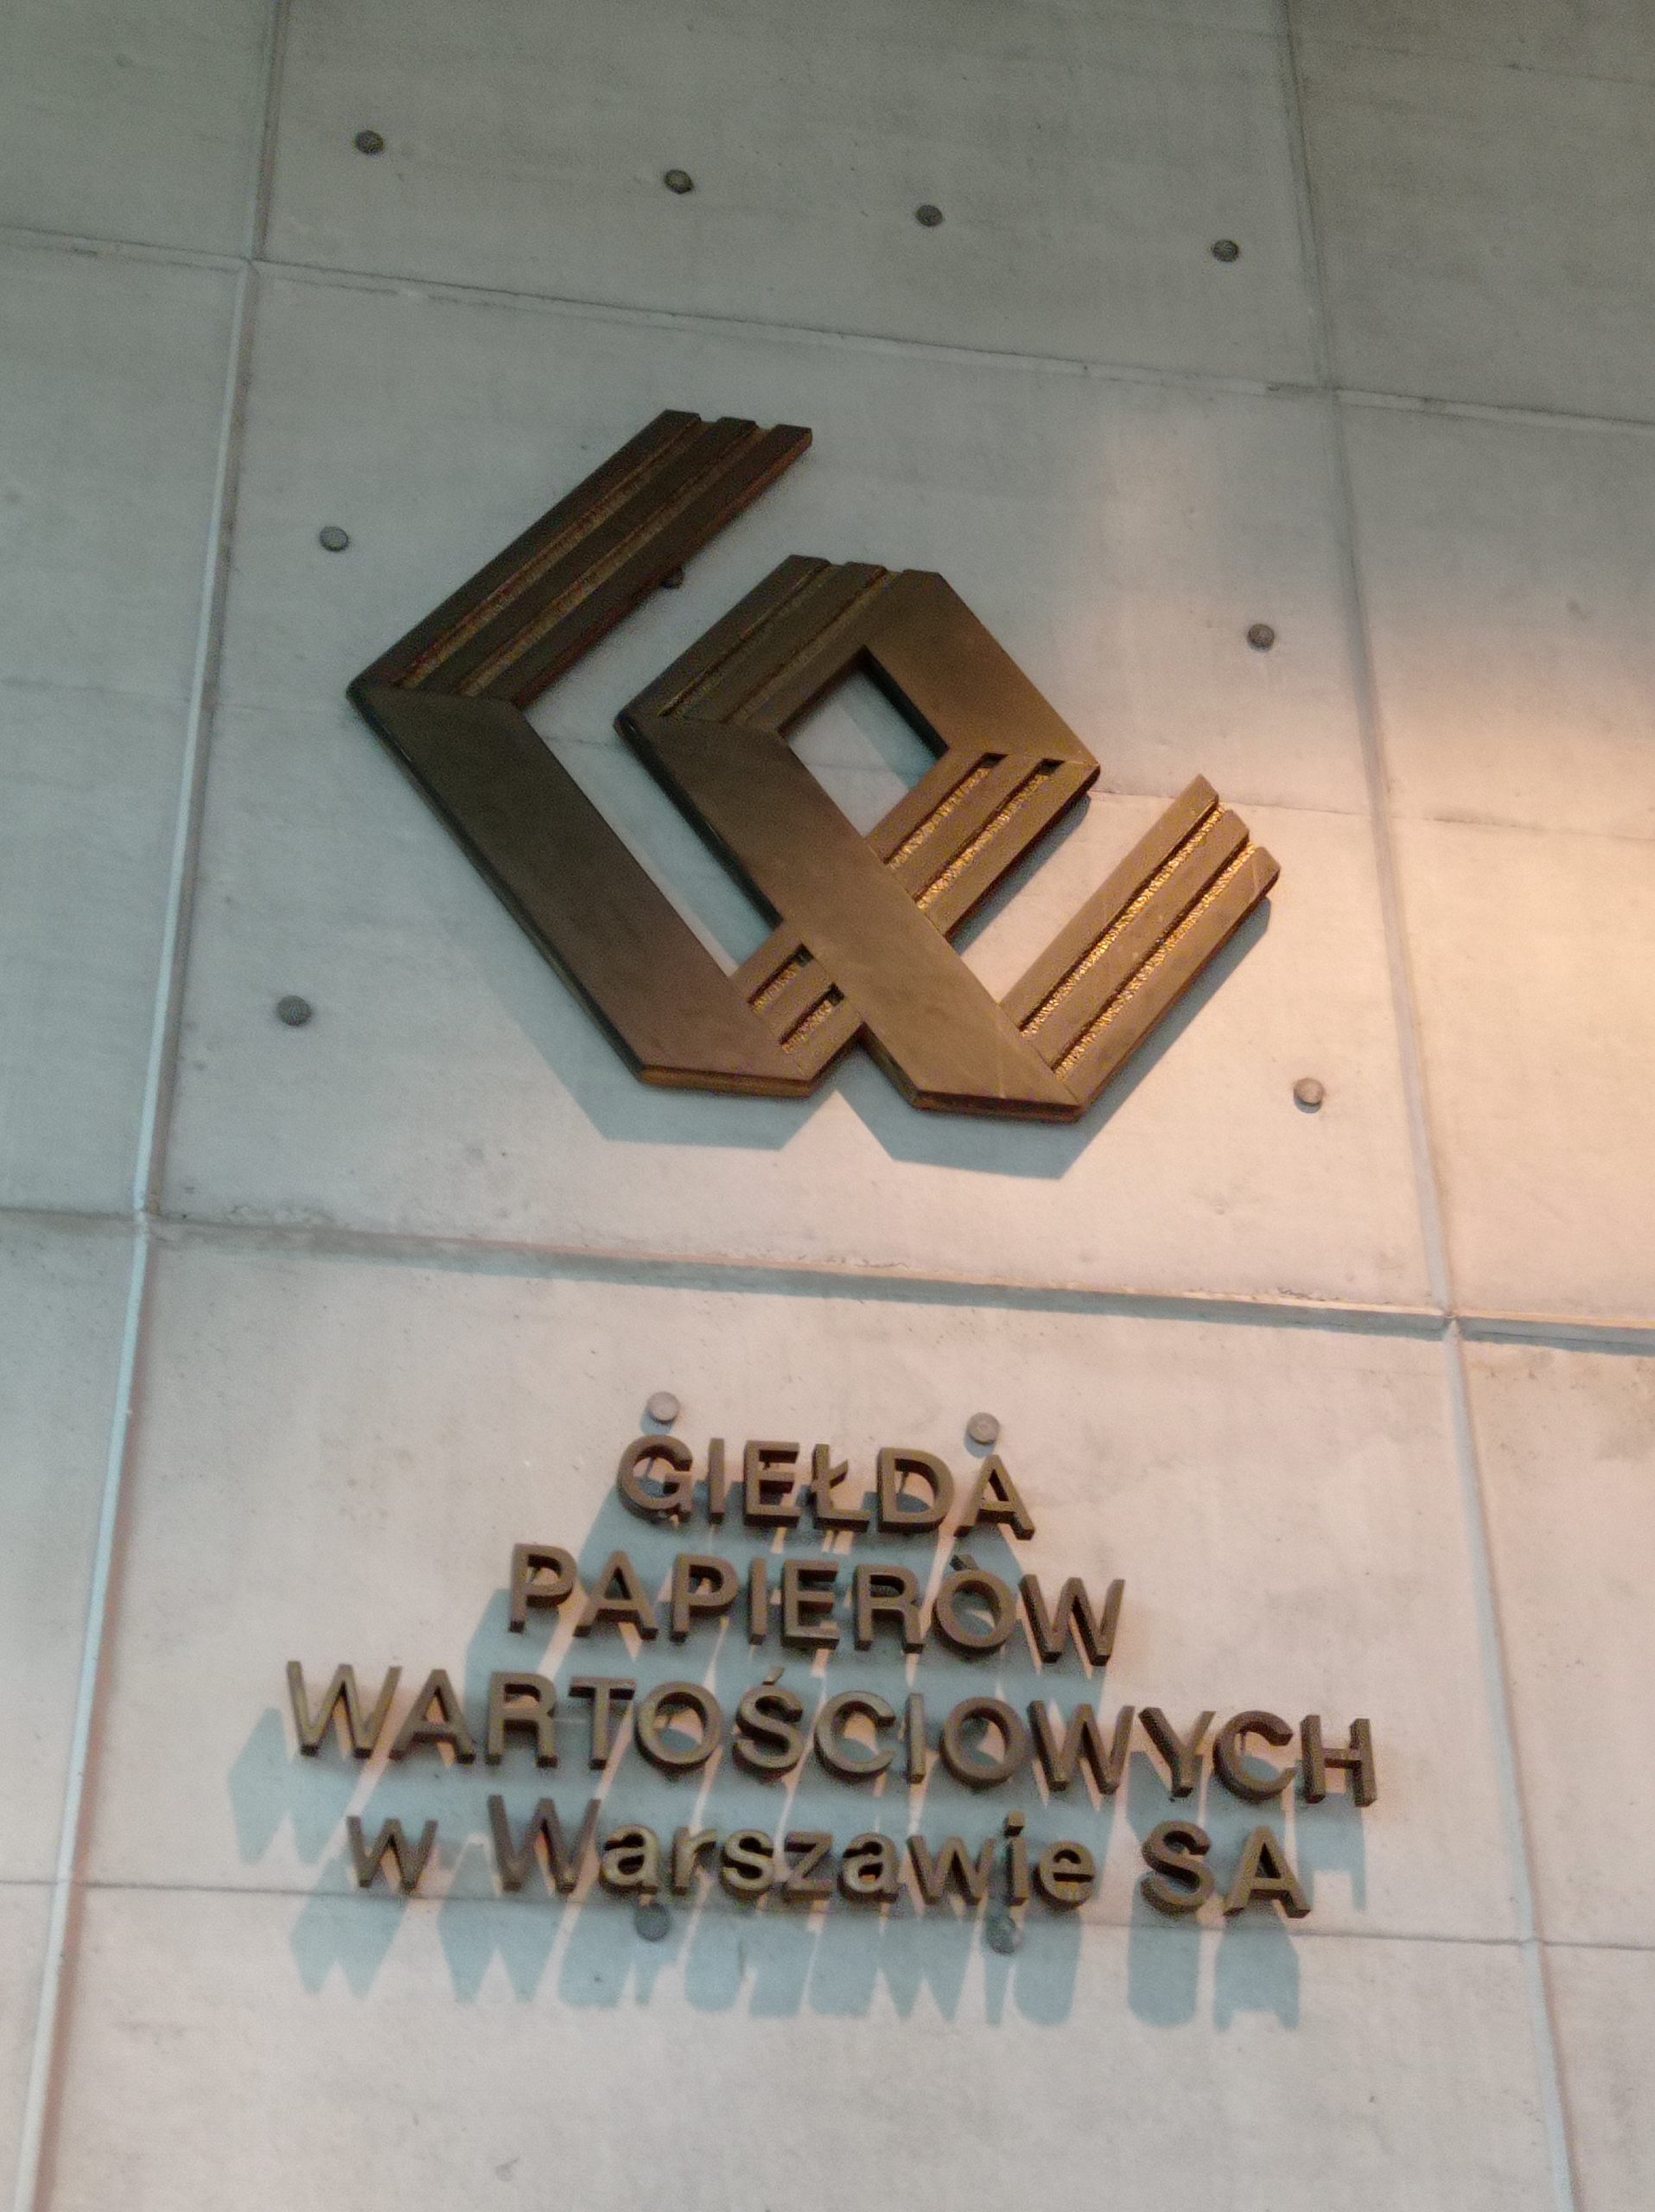 GIEŁDA
PAPIERÓW
WARTOŚCIOWYCH
w Warszawie SA